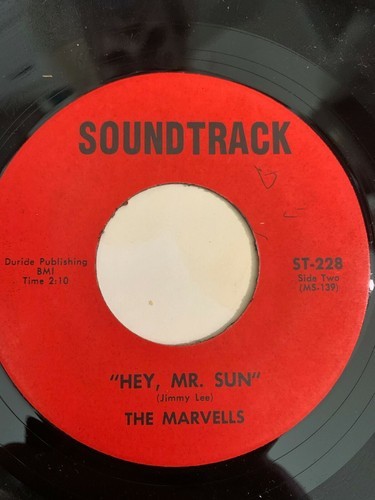 SOUNDTRACK
Duride Publishing
BMI
Time 2:10
ST-228
Side Two
(MS-139)
"HEY, MR. SUN"
(Jimmy Lee)
THE MARVELLS